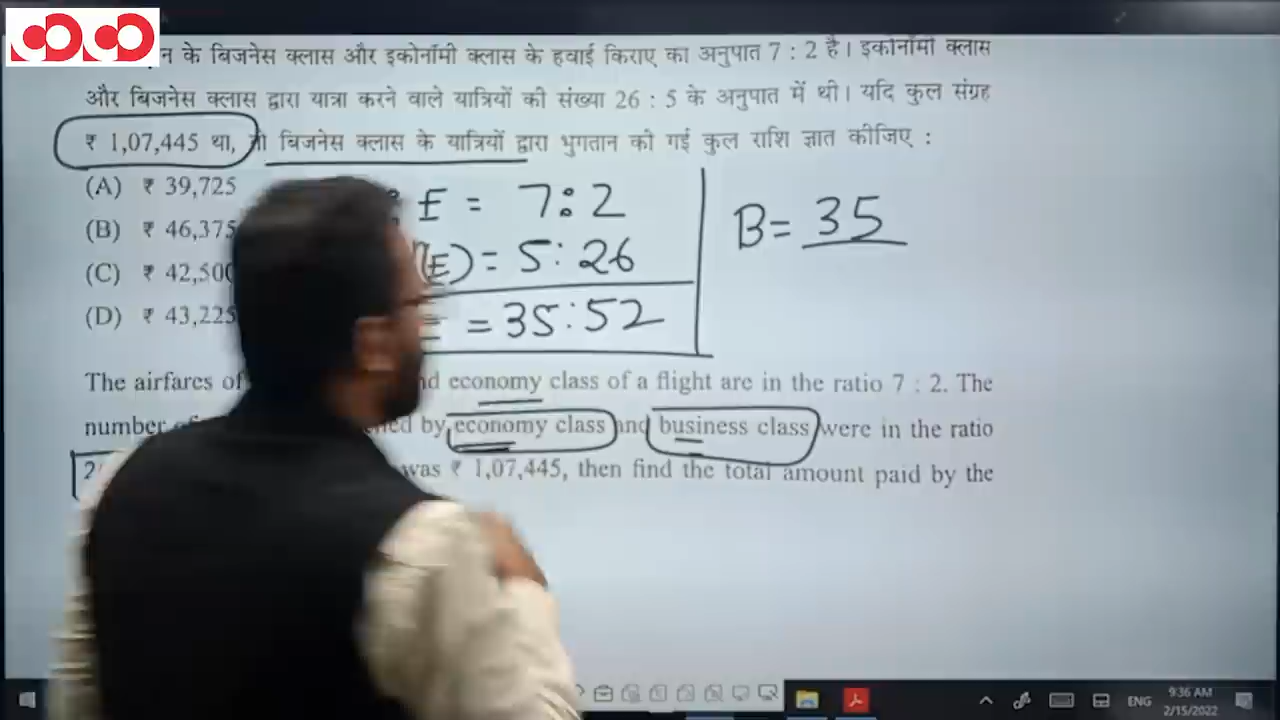 के बिजनेस क्लास और इकोनॉमी क्लास के हवाई किराए का अनुपात 7 : 2 है। इकोनॉमी क्लास
और बिजनेस क्लास द्वारा यात्रा करने वाले यात्रियों की संख्या 26 : 5 के अनुपात में थी। यदि कुल संग्रह
₹ 1,07,445 था, बिजनेस क्लास के यात्रियों द्वारा भुगतान की गई कुल राशि ज्ञात कीजिए :
(A) ₹ 39,725
(B) ₹ 46,375
(C) ₹ 42,500
(D) ₹ 43,225
E = 7:2
(E) = 5:26
= 35:52
B = 35
The airfares of economy class of a flight are in the ratio 7 : 2. The
number by economy class and business class were in the ratio
was ₹ 1,07,445, then find the total amount paid by the
ENG
9:36 AM
2/15/2022